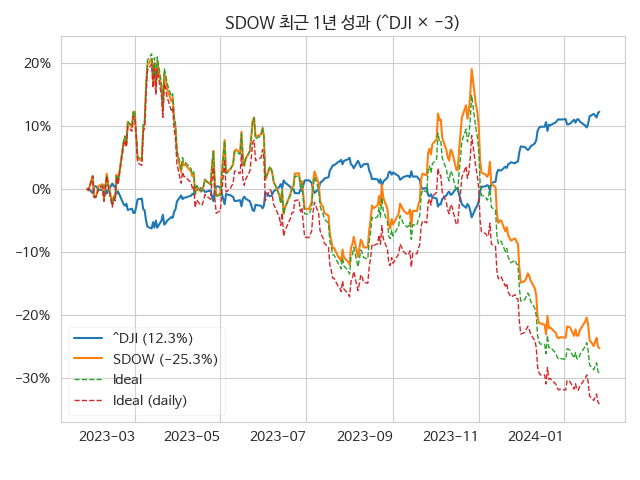 SDOW 최근 1년 성과 (^DJI × −3)
20%
10%
0%
−10%
−20%
−30%
^DJI (12.3%)
SDOW (−25.3%)
Ideal
Ideal (daily)
2023−03 2023−05 2023−07 2023−09 2023−11 2024−01